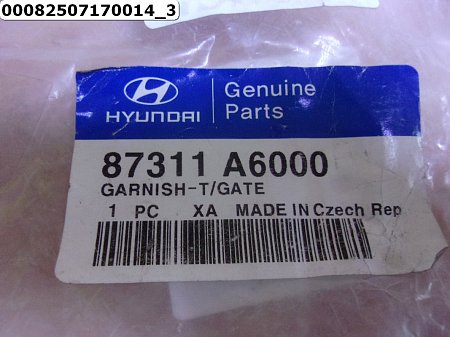 00082507170014_3
HYUNDAI
Genuine
Parts
87311 A6000
GARNISH-T/GATE
1 PC XA MADE IN Czech Rep